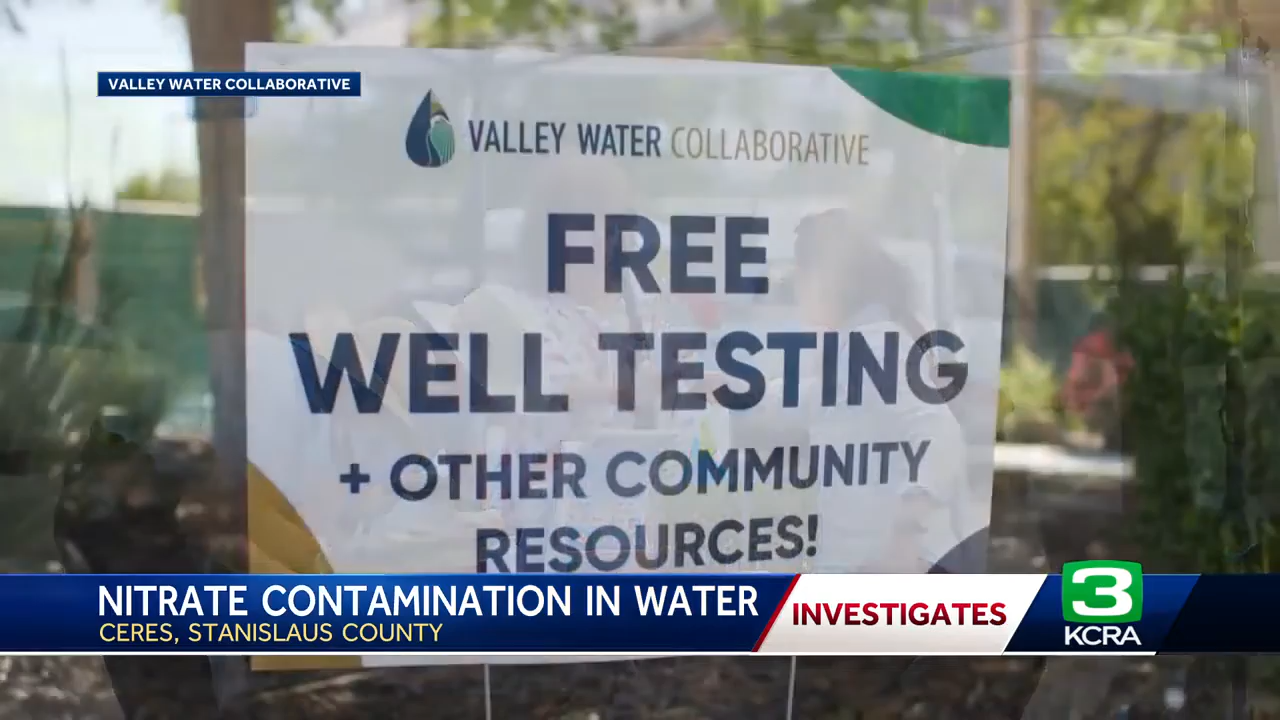 VALLEY WATER COLLABORATIVE
VALLEY WATER COLLABORATIVE
FREE
WELL TESTING
+ OTHER COMMUNITY
RESOURCES!
NITRATE CONTAMINATION IN WATER
CERES, STANISLAUS COUNTY
INVESTIGATES
3
KCRA